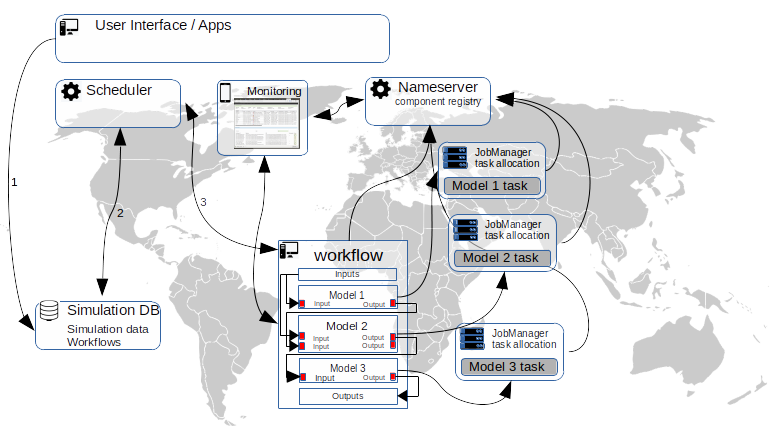 User Interface / Apps
Scheduler
Monitoring
Nameserver
component registry
JobManager
task allocation
Model 1 task
1
2
3
JobManager
task allocation
Model 2 task
workflow
Inputs
Model 1
Input
Output
Simulation DB
Simulation data
Workflows
Model 2
Input
Output
Input
Output
JobManager
task allocation
Model 3 task
Model 3
Input
Output
Outputs